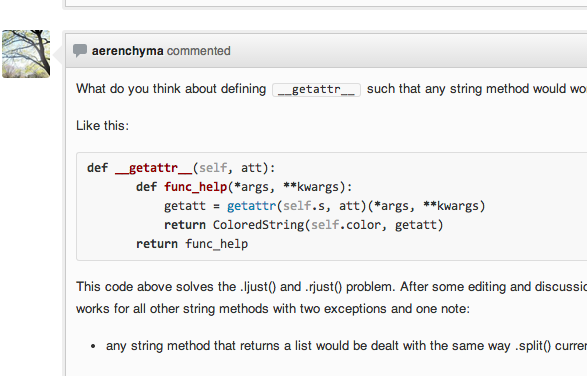 aerenchyma commented
What do you think about defining __getattr__ such that any string method would
Like this:
def __getattr__(self, att):
        def func_help(*args, **kwargs):
            getatt = getattr(self.s, att)(*args, **kwargs)
            return ColoredString(self.color, getatt)
        return func_help
This code above solves the .ljust() and .rjust() problem. After some editing and
works for all other string methods with two exceptions and one note:
• any string method that returns a list would be dealt with the same way .split()